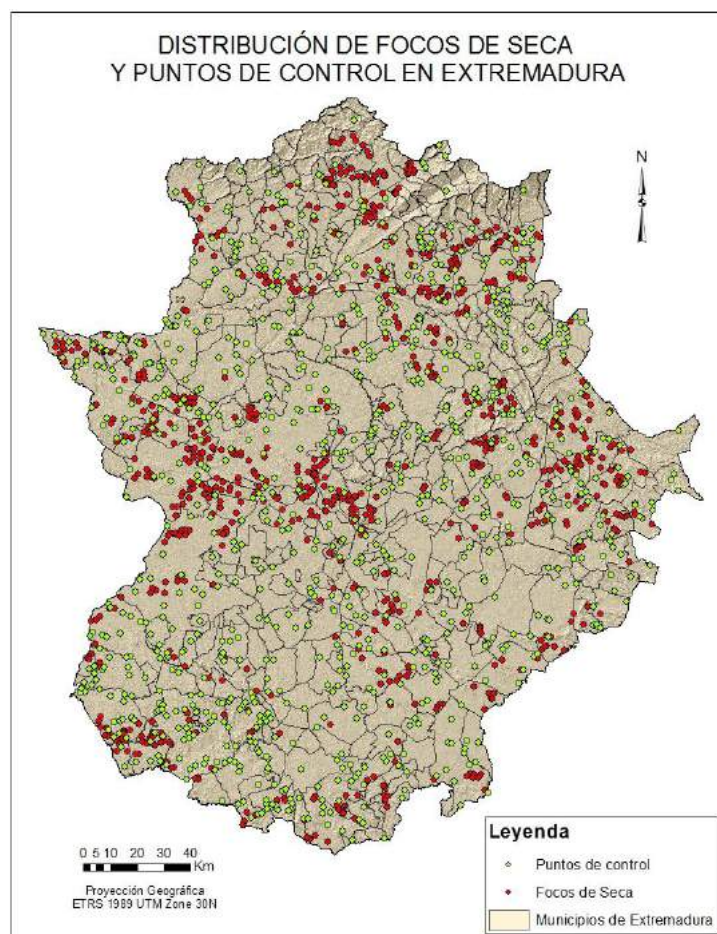 DISTRIBUCIÓN DE FOCOS DE SECA
Y PUNTOS DE CONTROL EN EXTREMADURA
N
S
0 5 10 20 30 40
Km
Proyección Geográfica
ETRS 1989 UTM Zone 30N
Leyenda
Puntos de control
Focos de Seca
Municipios de Extremadura